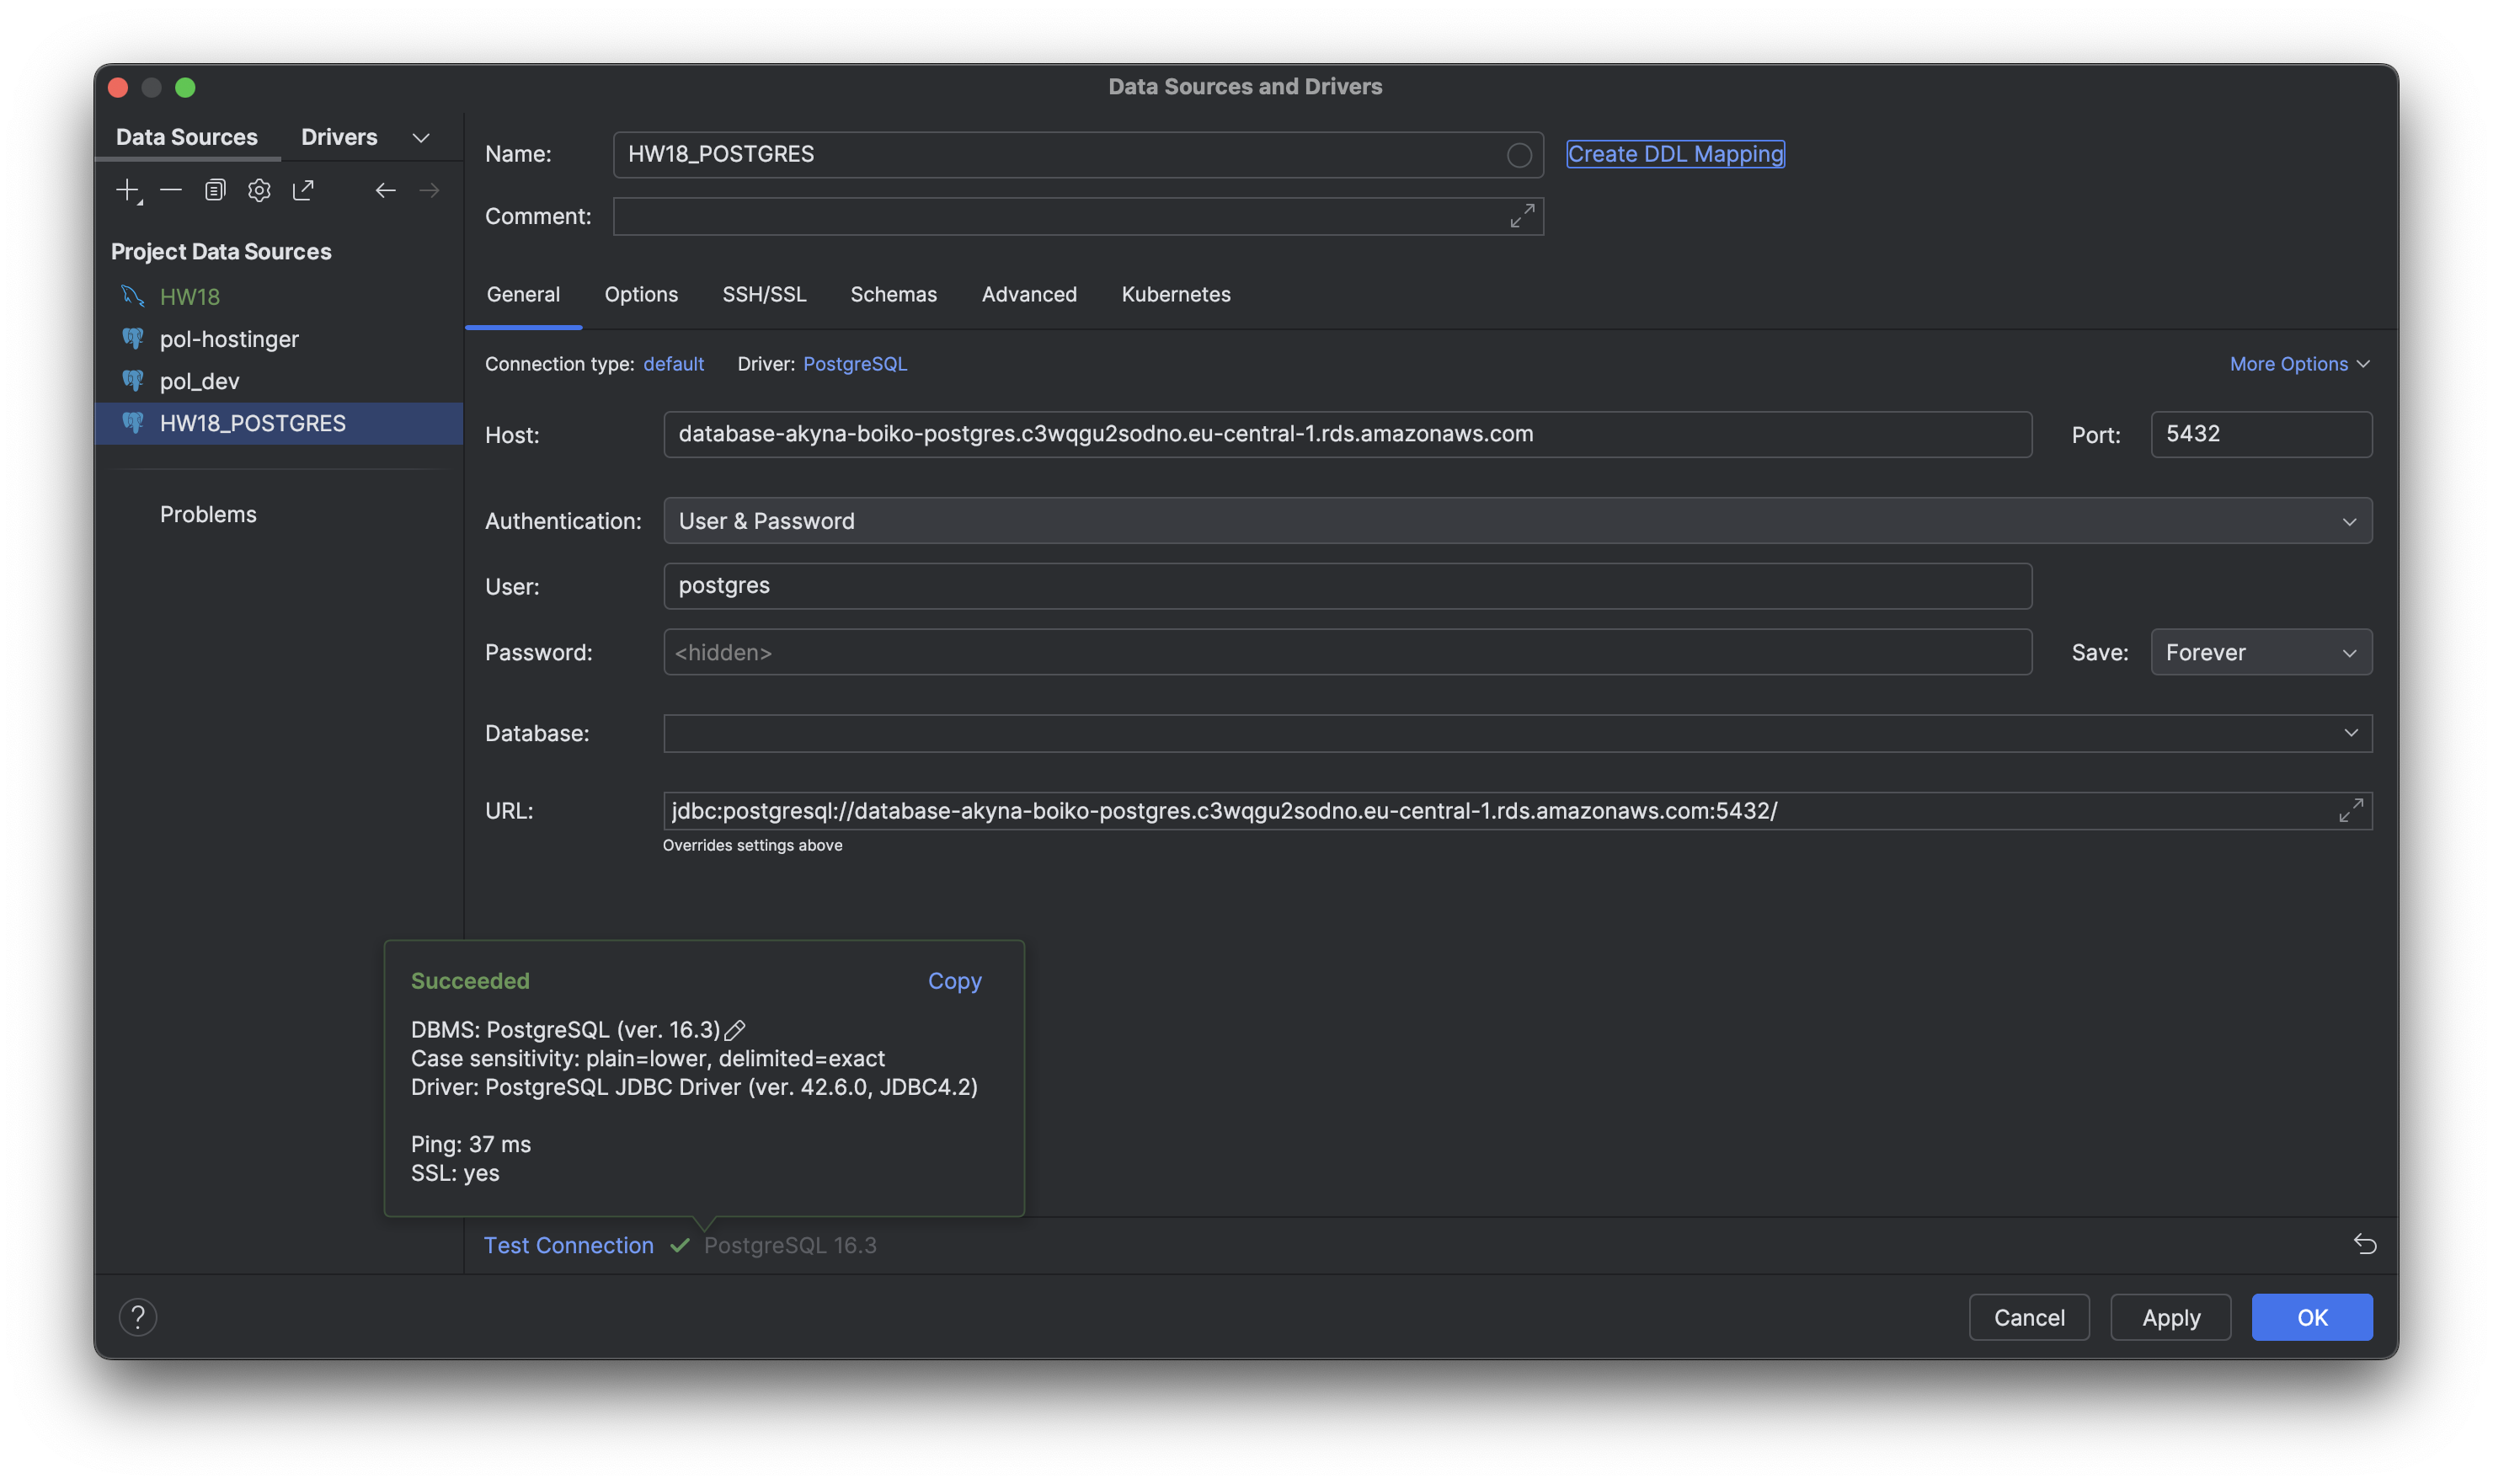 Data Sources and Drivers
Data Sources Drivers
Project Data Sources
HW18
pol-hostinger
pol_dev
HW18_POSTGRES
Problems
Name: HW18_POSTGRES Create DDL Mapping
Comment:
General Options SSH/SSL Schemas Advanced Kubernetes
Connection type: default Driver: PostgreSQL More Options
Host: database-akyna-boiko-postgres.c3wqgu2sodno.eu-central-1.rds.amazonaws.com Port: 5432
Authentication: User & Password
User: postgres
Password: <hidden> Save: Forever
Database:
URL: jdbc:postgresql://database-akyna-boiko-postgres.c3wqgu2sodno.eu-central-1.rds.amazonaws.com:5432/
Overrides settings above
Succeeded Copy
DBMS: PostgreSQL (ver. 16.3)
Case sensitivity: plain=lower, delimited=exact
Driver: PostgreSQL JDBC Driver (ver. 42.6.0, JDBC4.2)
Ping: 37 ms
SSL: yes
Test Connection PostgreSQL 16.3
? Cancel Apply OK